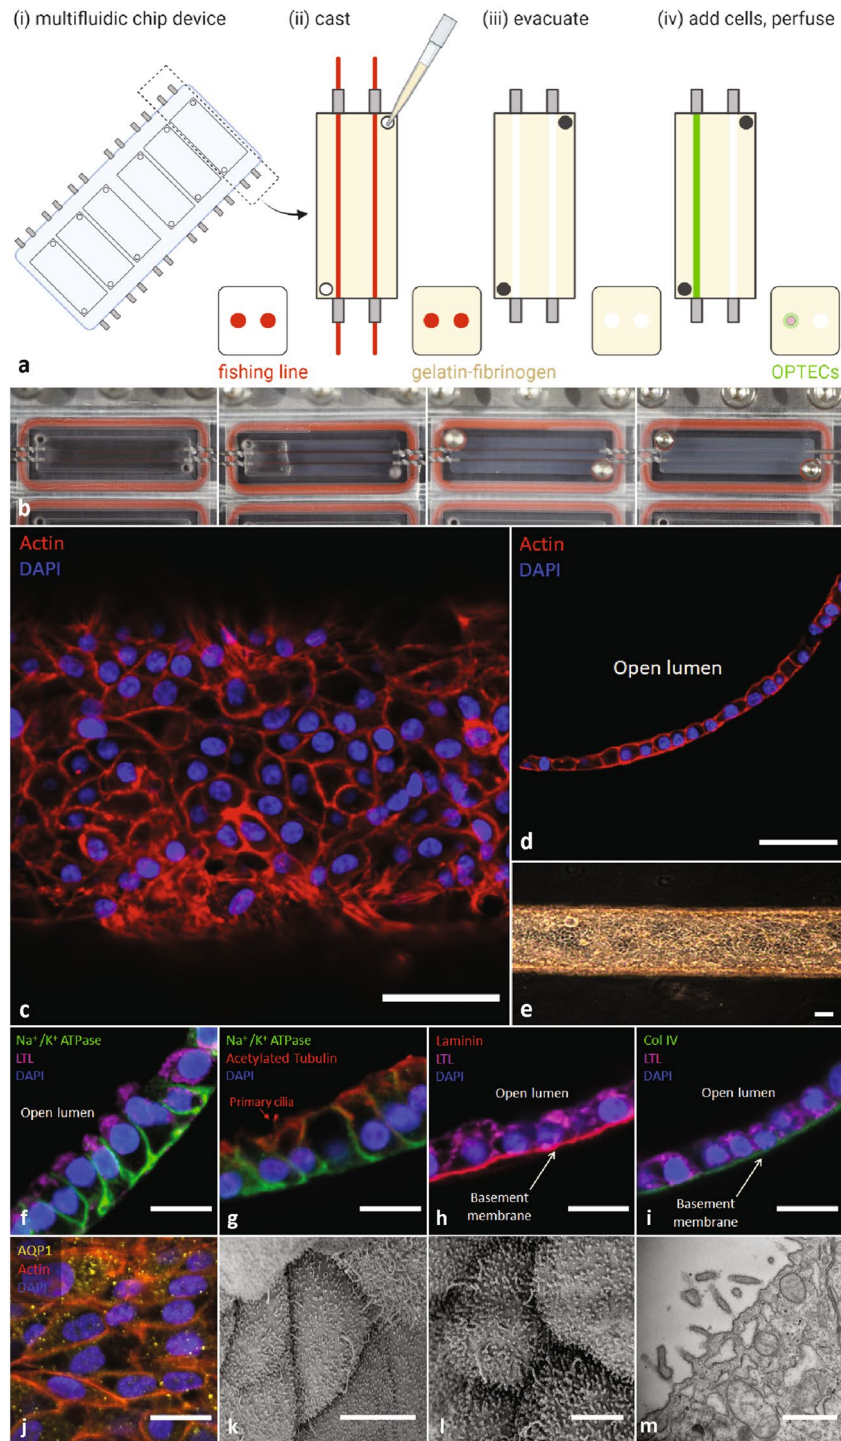 (i) multifluidic chip device
(ii) cast
(iii) evacuate
(iv) add cells, perfuse
fishing line
gelatin-fibrinogen
OPTECs
a
b
Actin
DAPI
c
Actin
DAPI
Open lumen
d
e
Na⁺/K⁺ ATPase
LTL
DAPI
Open lumen
f
Na⁺/K⁺ ATPase
Acetylated Tubulin
DAPI
Primary cilia
g
Laminin
LTL
DAPI
Open lumen
Basement
membrane
h
Col IV
LTL
DAPI
Open lumen
Basement
membrane
i
AQP1
Actin
DAPI
j
k
l
m